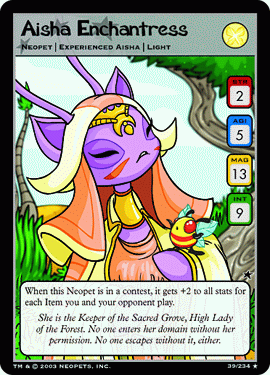 Aisha Enchantress
Neopet | Experienced Aisha | Light
STR
2
AGI
5
MAG
13
INT
9
When this Neopet is in a contest, it gets +2 to all stats for
each Item you and your opponent play.
She is the Keeper of the Sacred Grove, High Lady
of the Forest. No one enters her domain without her
permission. No one escapes without it, either.
TM & © 2003 NEOPETS, INC.
39/234 ★